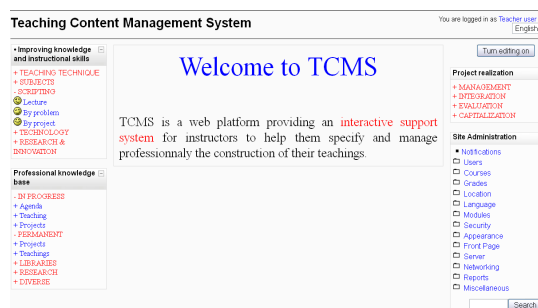 Teaching Content Management System
You are logged in as Teacher user
English
• Improving knowledge
and instructional skills
+ TEACHING TECHNIQUE
+ SUBJECTS
- SCRIPTING
Lecture
By problem
By project
+ TECHNOLOGY
+ RESEARCH &
INNOVATION
Professional knowledge
base
- IN PROGRESS
+ Agenda
+ Teaching
+ Projects
- PERMANENT
+ Projects
+ Teachings
+ LIBRARIES
+ RESEARCH
+ DIVERSE
Welcome to TCMS
TCMS is a web platform providing an interactive support
system for instructors to help them specify and manage
professionnaly the construction of their teachings.
Turn editing on
Project realization
+ MANAGEMENT
+ INTEGRATION
+ EVALUATION
+ CAPITALIZATION
Site Administration
Notifications
Users
Courses
Grades
Location
Language
Modules
Security
Appearance
Front Page
Server
Networking
Reports
Miscellaneous
Search